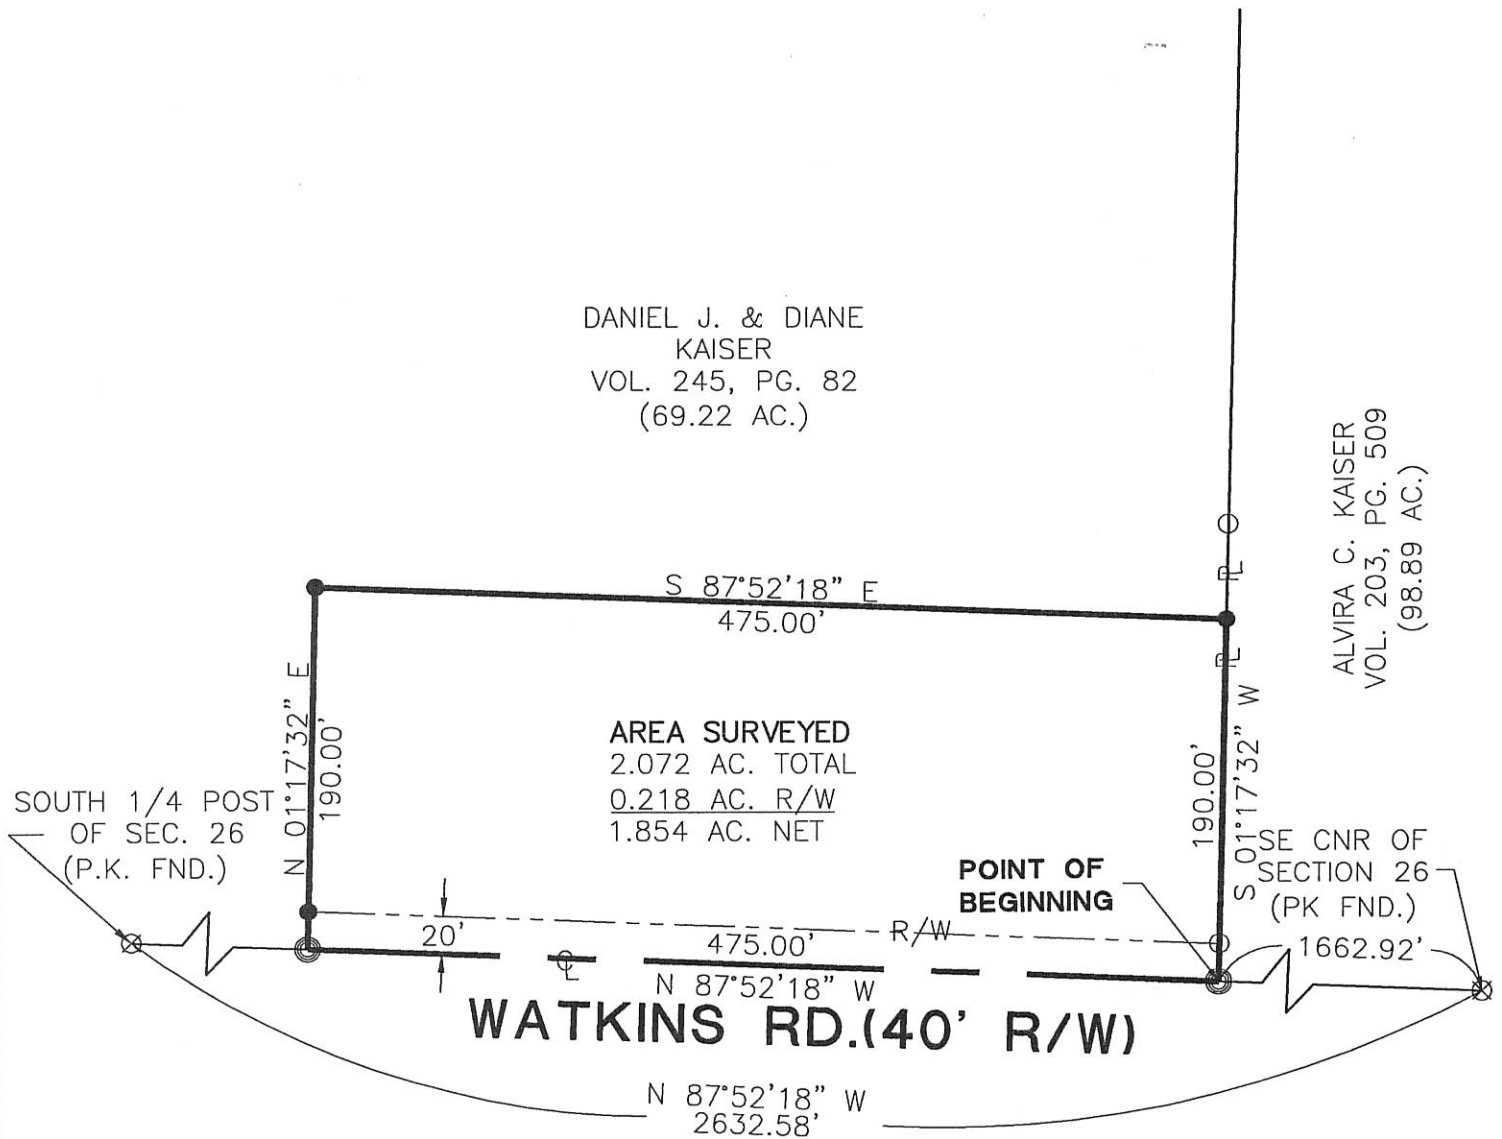 DANIEL J. & DIANE
KAISER
VOL. 245, PG. 82
(69.22 AC.)
ALVIRA C. KAISER
VOL. 203, PG. 509
(98.89 AC.)
PL
S 87°52'18" E
475.00'
PL
N 01°17'32" E
190.00'
AREA SURVEYED
2.072 AC. TOTAL
0.218 AC. R/W
1.854 AC. NET
190.00'
S 01°17'32" W
SOUTH 1/4 POST
OF SEC. 26
(P.K. FND.)
POINT OF
BEGINNING
SE CNR OF
SECTION 26
(PK FND.)
1662.92'
20'
475.00'
R/W
CL
N 87°52'18" W
WATKINS RD.(40' R/W)
N 87°52'18" W
2632.58'